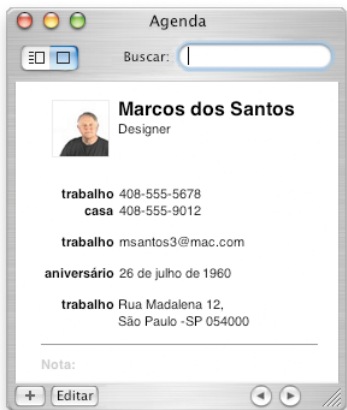 Agenda
Buscar:
Marcos dos Santos
Designer
trabalho 408-555-5678
casa 408-555-9012
trabalho msantos3@mac.com
aniversário 26 de julho de 1960
trabalho Rua Madalena 12,
São Paulo -SP 054000
Nota:
+ Editar